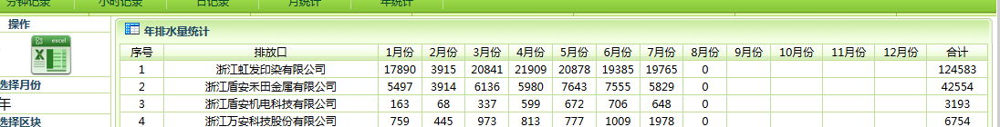 分钟记录 小时记录 日记录 月统计 年统计
操作
excel
选择月份
年
选择区块
年排水量统计
序号 排放口 1月份 2月份 3月份 4月份 5月份 6月份 7月份 8月份 9月份 10月份 11月份 12月份 合计
1 浙江虹发印染有限公司 17890 3915 20841 21909 20878 19385 19765 0 124583
2 浙江盾安禾田金属有限公司 5497 3914 6136 5980 7643 7555 5829 0 42554
3 浙江盾安机电科技有限公司 163 68 337 599 672 706 648 0 3193
4 浙江万安科技股份有限公司 759 445 973 813 777 1009 1978 0 6754